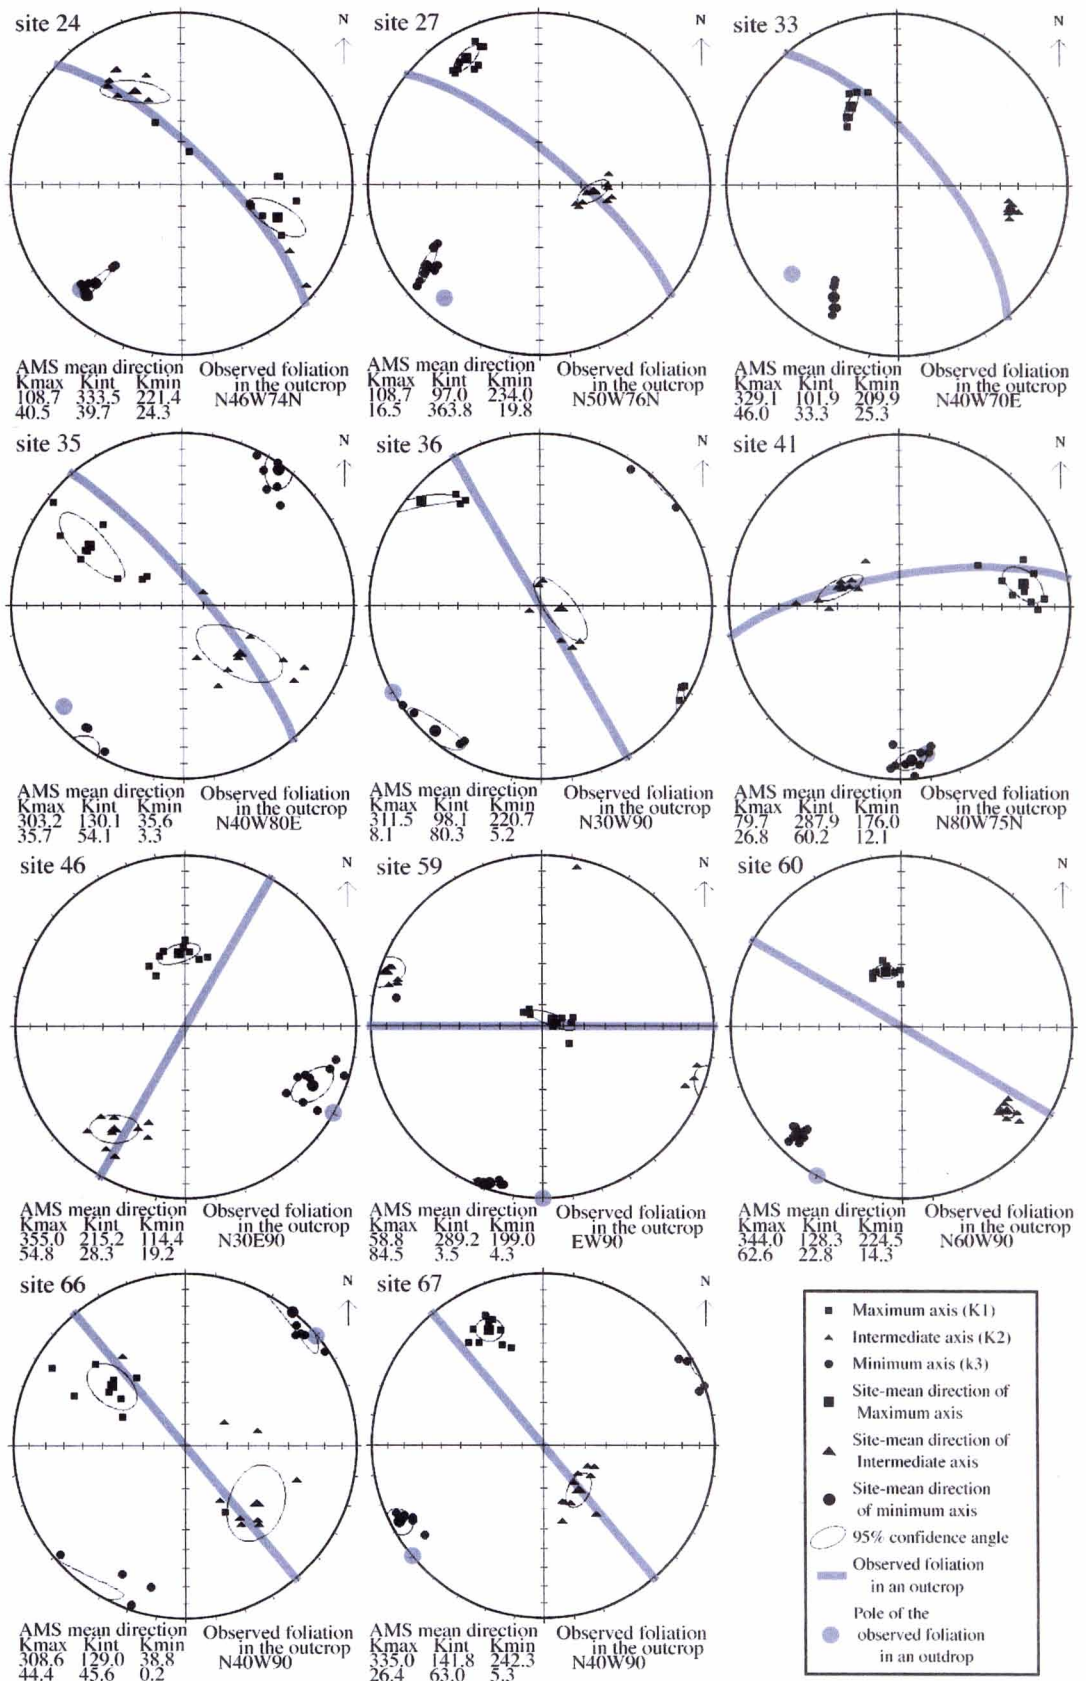 site 24
N
AMS mean direction
Kmax Kint Kmin
108.7 333.5 221.4
40.5 39.7 24.3
Observed foliation
in the outcrop
N46W74N
site 27
N
AMS mean direction
Kmax Kint Kmin
108.7 97.0 234.0
16.5 363.8 19.8
Observed foliation
in the outcrop
N50W76N
site 33
N
AMS mean direction
Kmax Kint Kmin
329.1 101.9 209.9
46.0 33.3 25.3
Observed foliation
in the outcrop
N40W70E
site 35
N
AMS mean direction
Kmax Kint Kmin
303.2 130.1 35.6
35.7 54.1 3.3
Observed foliation
in the outcrop
N40W80E
site 36
N
AMS mean direction
Kmax Kint Kmin
311.5 98.1 220.7
8.1 80.3 5.2
Observed foliation
in the outcrop
N30W90
site 41
N
AMS mean direction
Kmax Kint Kmin
79.7 287.9 176.0
26.8 60.2 12.1
Observed foliation
in the outcrop
N80W75N
site 46
N
AMS mean direction
Kmax Kint Kmin
355.0 215.2 114.4
54.8 28.3 19.2
Observed foliation
in the outcrop
N30E90
site 59
N
AMS mean direction
Kmax Kint Kmin
58.8 289.2 199.0
84.5 3.5 4.3
Observed foliation
in the outcrop
EW90
site 60
N
AMS mean direction
Kmax Kint Kmin
344.0 128.3 224.5
62.6 22.8 14.3
Observed foliation
in the outcrop
N60W90
site 66
N
AMS mean direction
Kmax Kint Kmin
308.6 129.0 38.8
44.4 45.6 0.2
Observed foliation
in the outcrop
N40W90
site 67
N
AMS mean direction
Kmax Kint Kmin
335.0 141.8 242.3
26.4 63.0 5.3
Observed foliation
in the outcrop
N40W90
Maximum axis (K1)
Intermediate axis (K2)
Minimum axis (k3)
Site-mean direction of
Maximum axis
Site-mean direction of
Intermediate axis
Site-mean direction
of minimum axis
95% confidence angle
Observed foliation
in an outcrop
Pole of the
observed foliation
in an outdrop